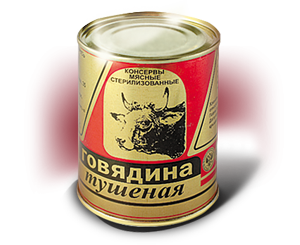 КОНСЕРВЫ
МЯСНЫЕ
СТЕРИЛИЗОВАННЫЕ
ГОВЯДИНА
тушеная